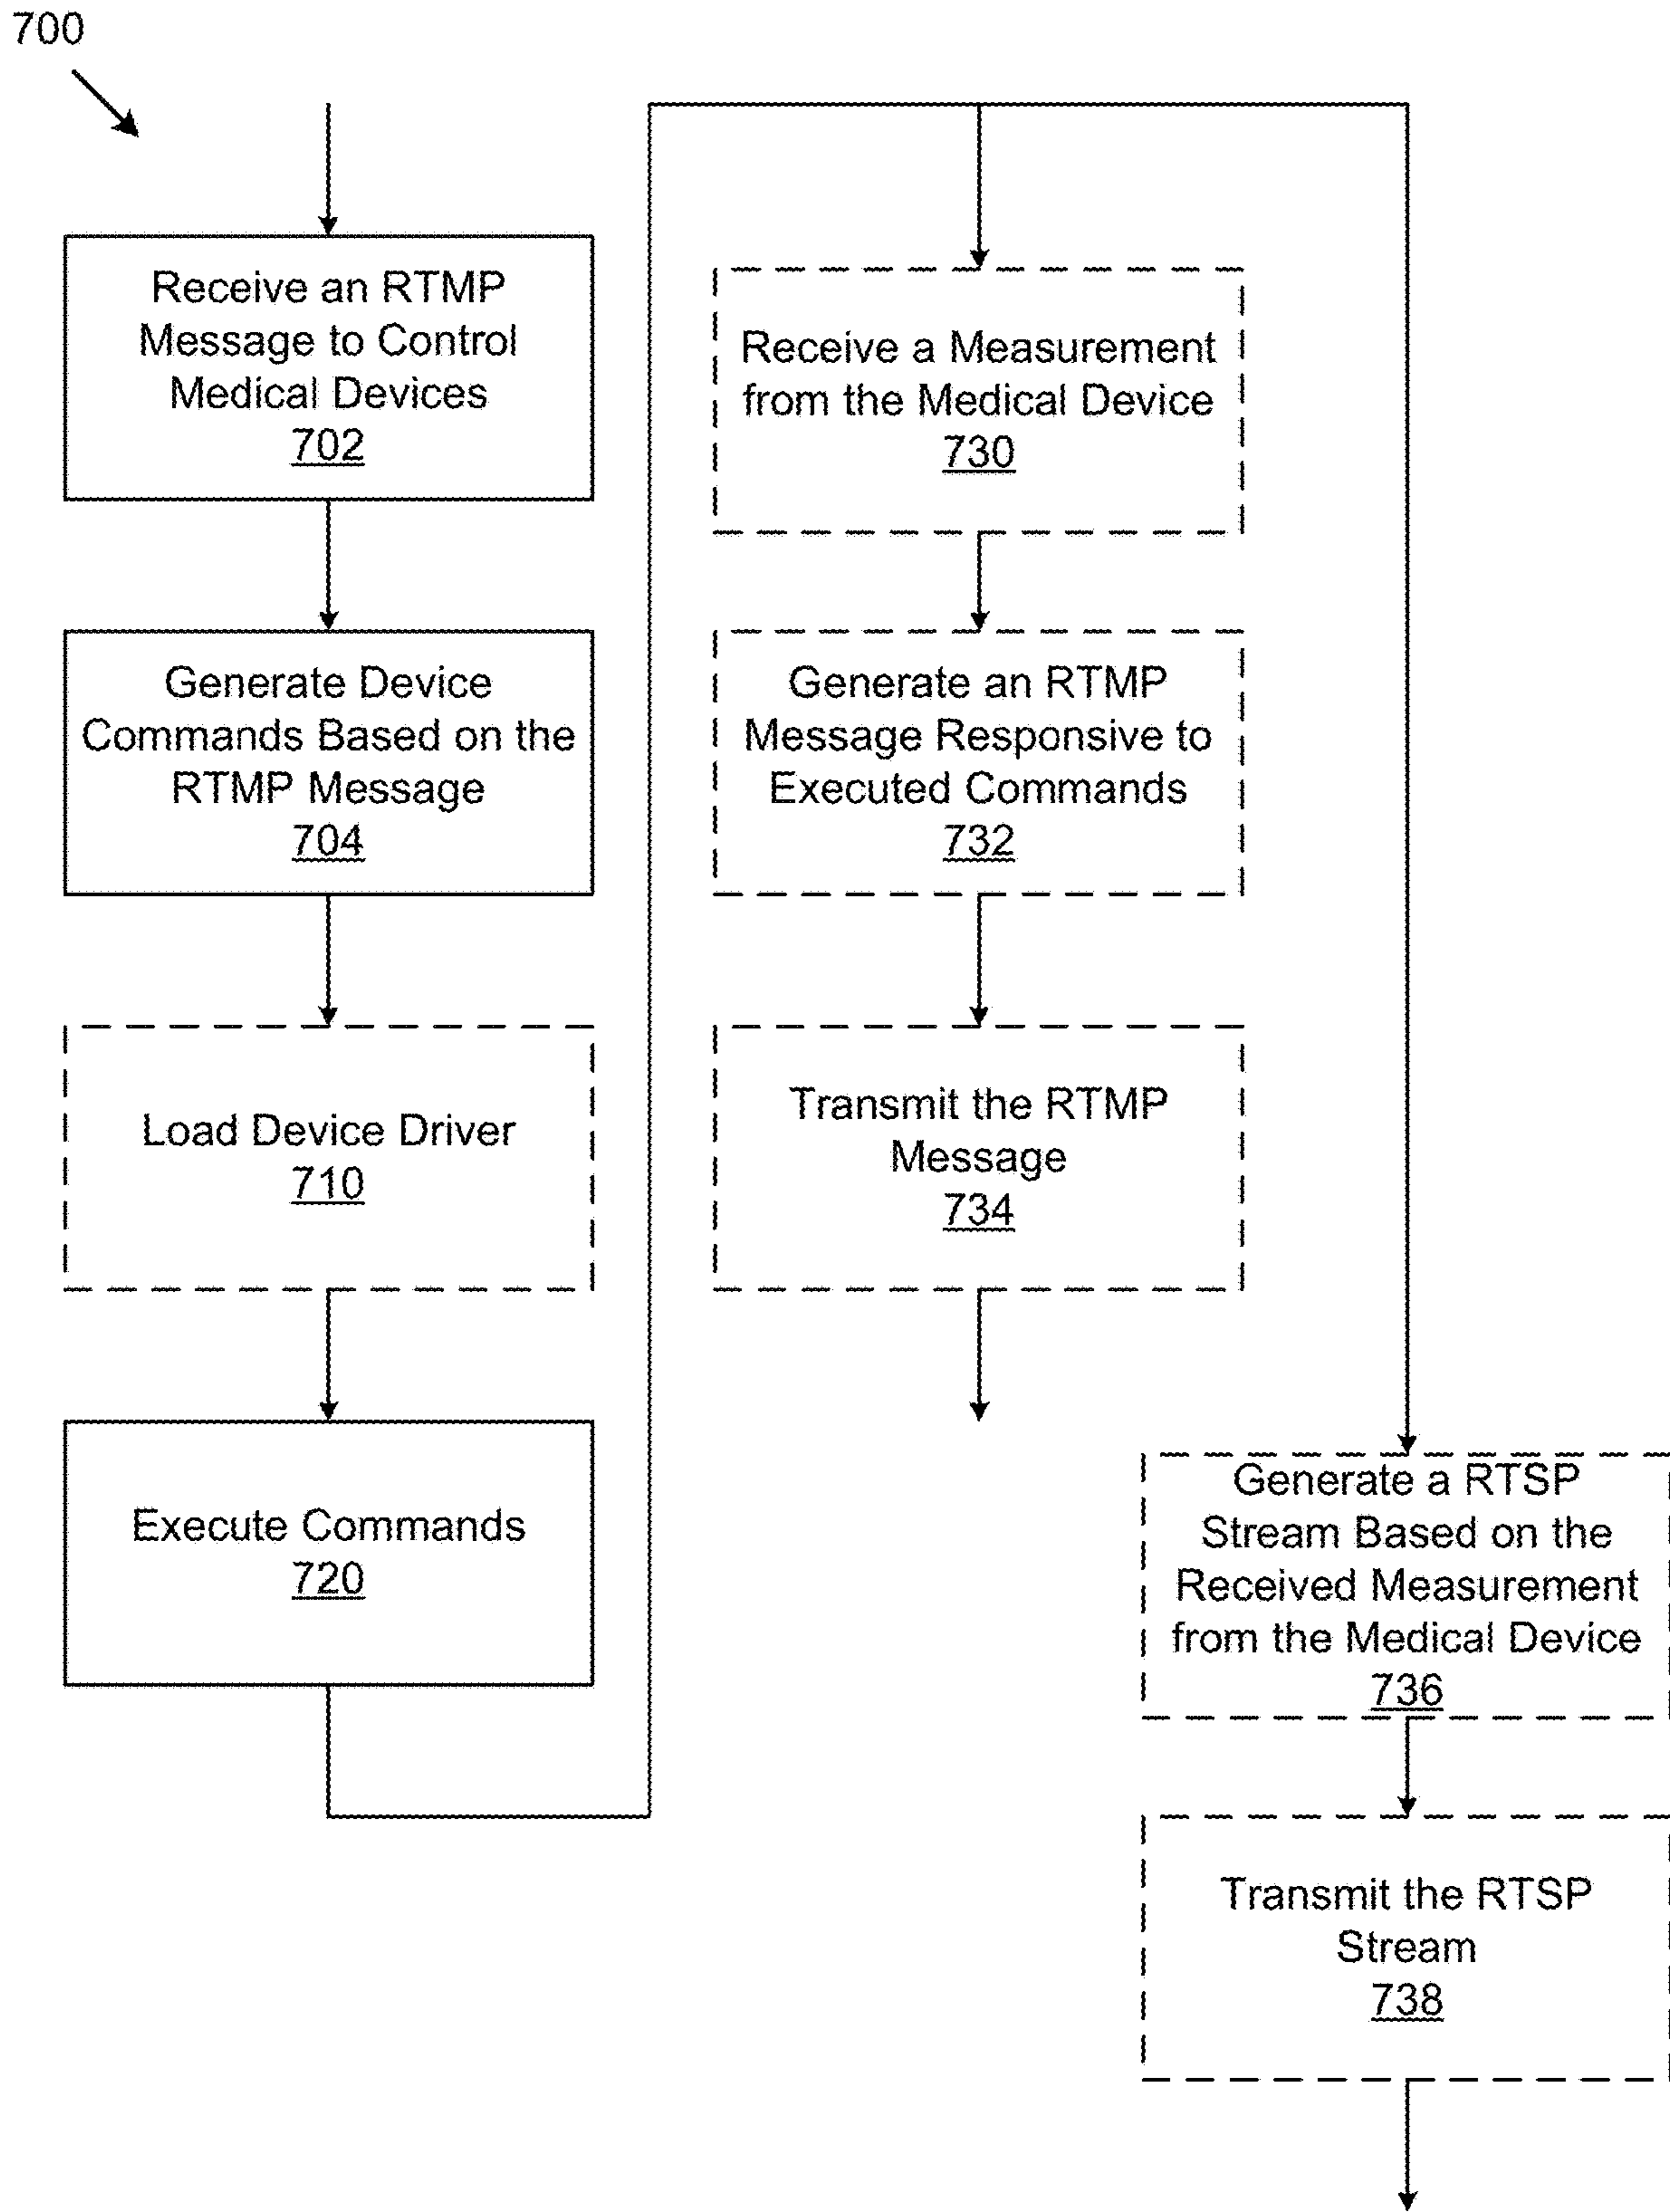 700
Receive an RTMP
Message to Control
Medical Devices
702
Generate Device
Commands Based on the
RTMP Message
704
Load Device Driver
710
Execute Commands
720
Receive a Measurement
from the Medical Device
730
Generate an RTMP
Message Responsive to
Executed Commands
732
Transmit the RTMP
Message
734
Generate a RTSP
Stream Based on the
Received Measurement
from the Medical Device
736
Transmit the RTSP
Stream
738